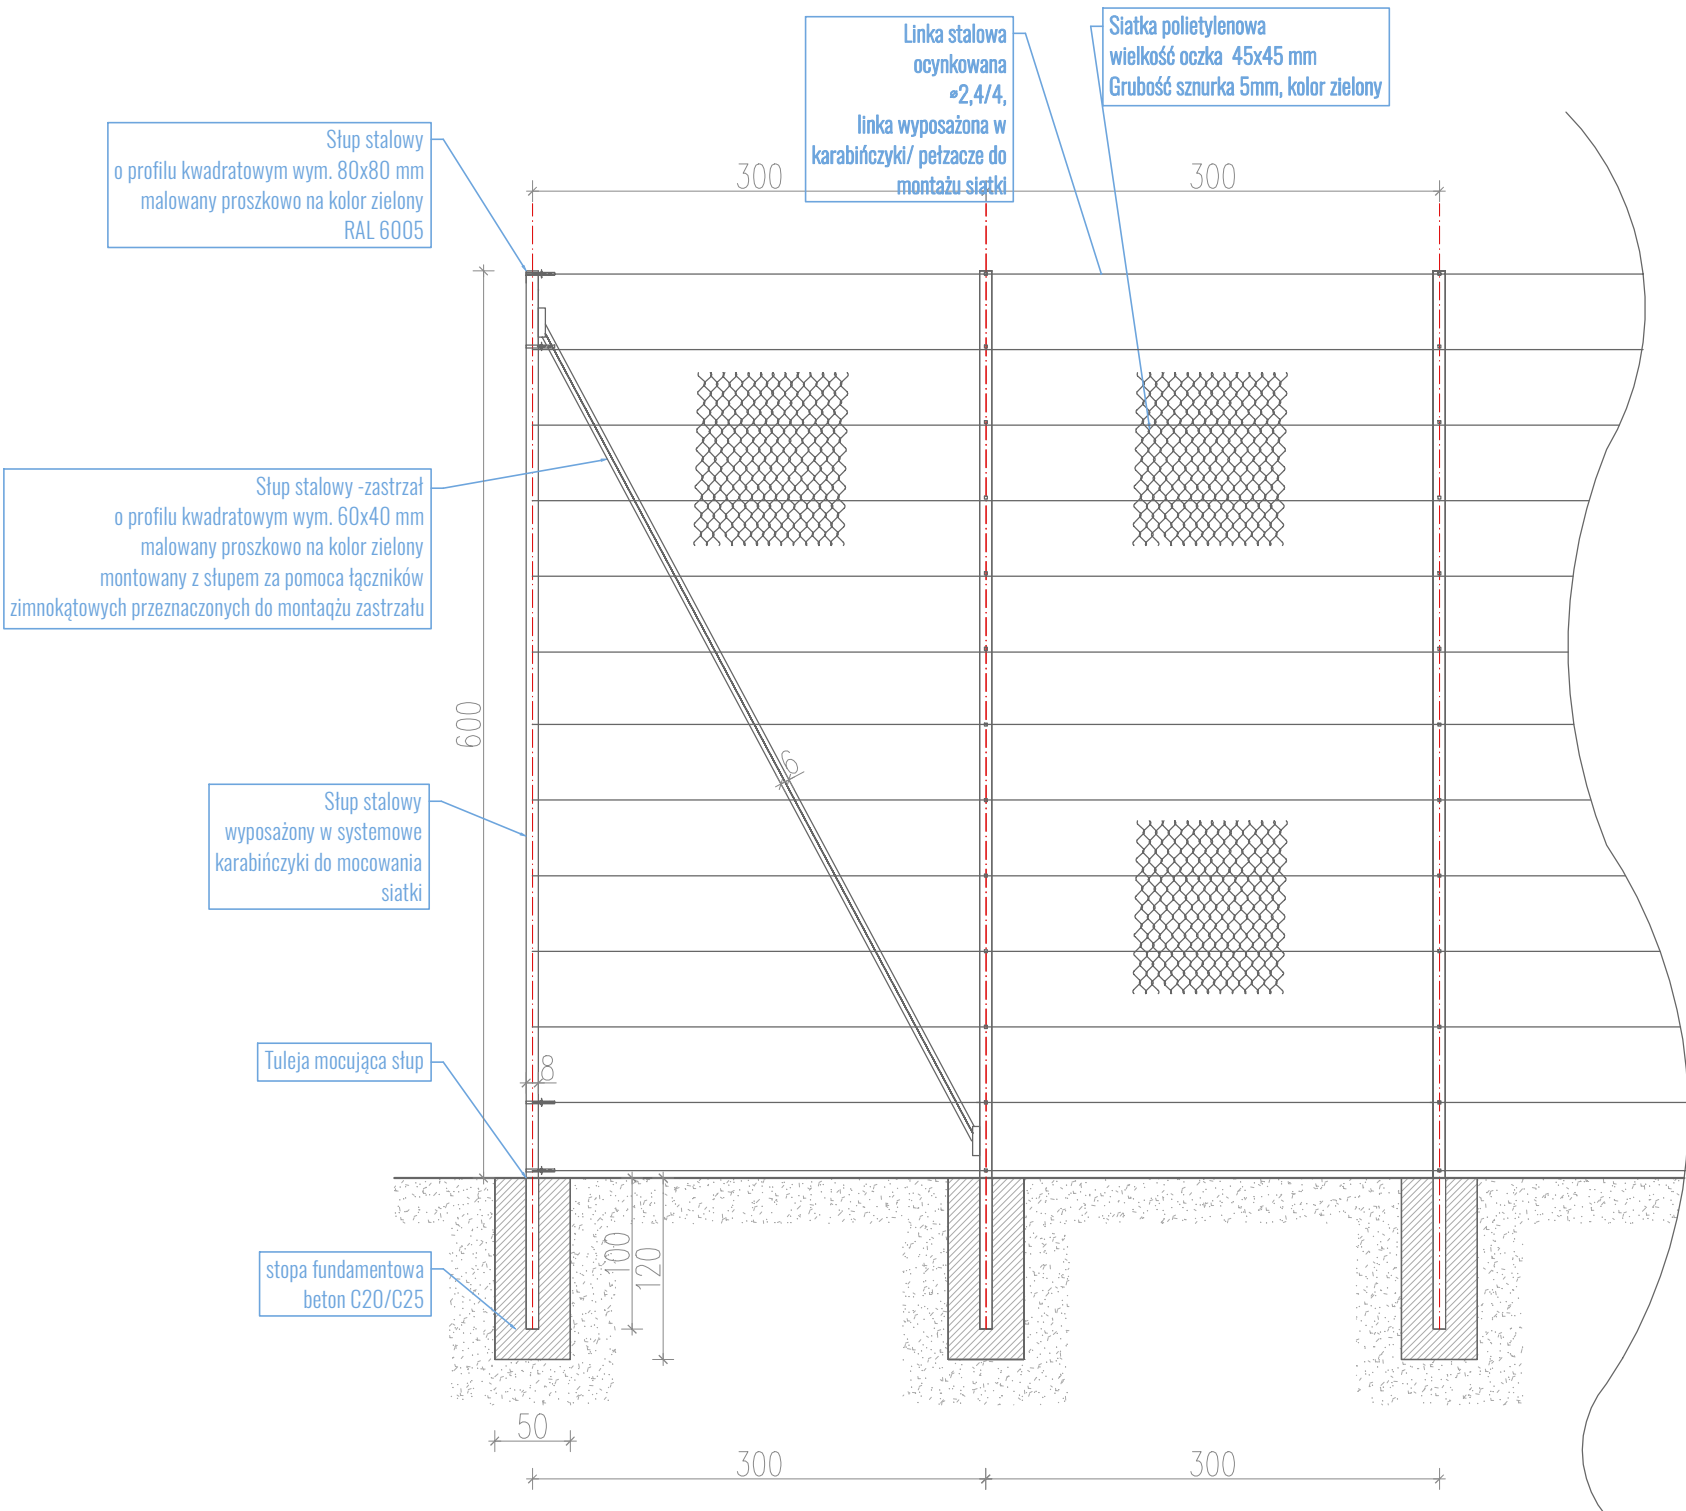 Linka stalowa
ocynkowana
ø2,4/4,
linka wyposażona w
karabińczyki/ pełzacze do
montażu siatki
Siatka polietylenowa
wielkość oczka 45x45 mm
Grubość sznurka 5mm, kolor zielony
Słup stalowy
o profilu kwadratowym wym. 80x80 mm
malowany proszkowo na kolor zielony
RAL 6005
300
300
Słup stalowy -zastrzał
o profilu kwadratowym wym. 60x40 mm
malowany proszkowo na kolor zielony
montowany z słupem za pomoca łączników
zimnokątowych przeznaczonych do montaqżu zastrzału
600
6
Słup stalowy
wyposażony w systemowe
karabińczyki do mocowania
siatki
Tuleja mocująca słup
8
100
120
stopa fundamentowa
beton C20/C25
50
300
300